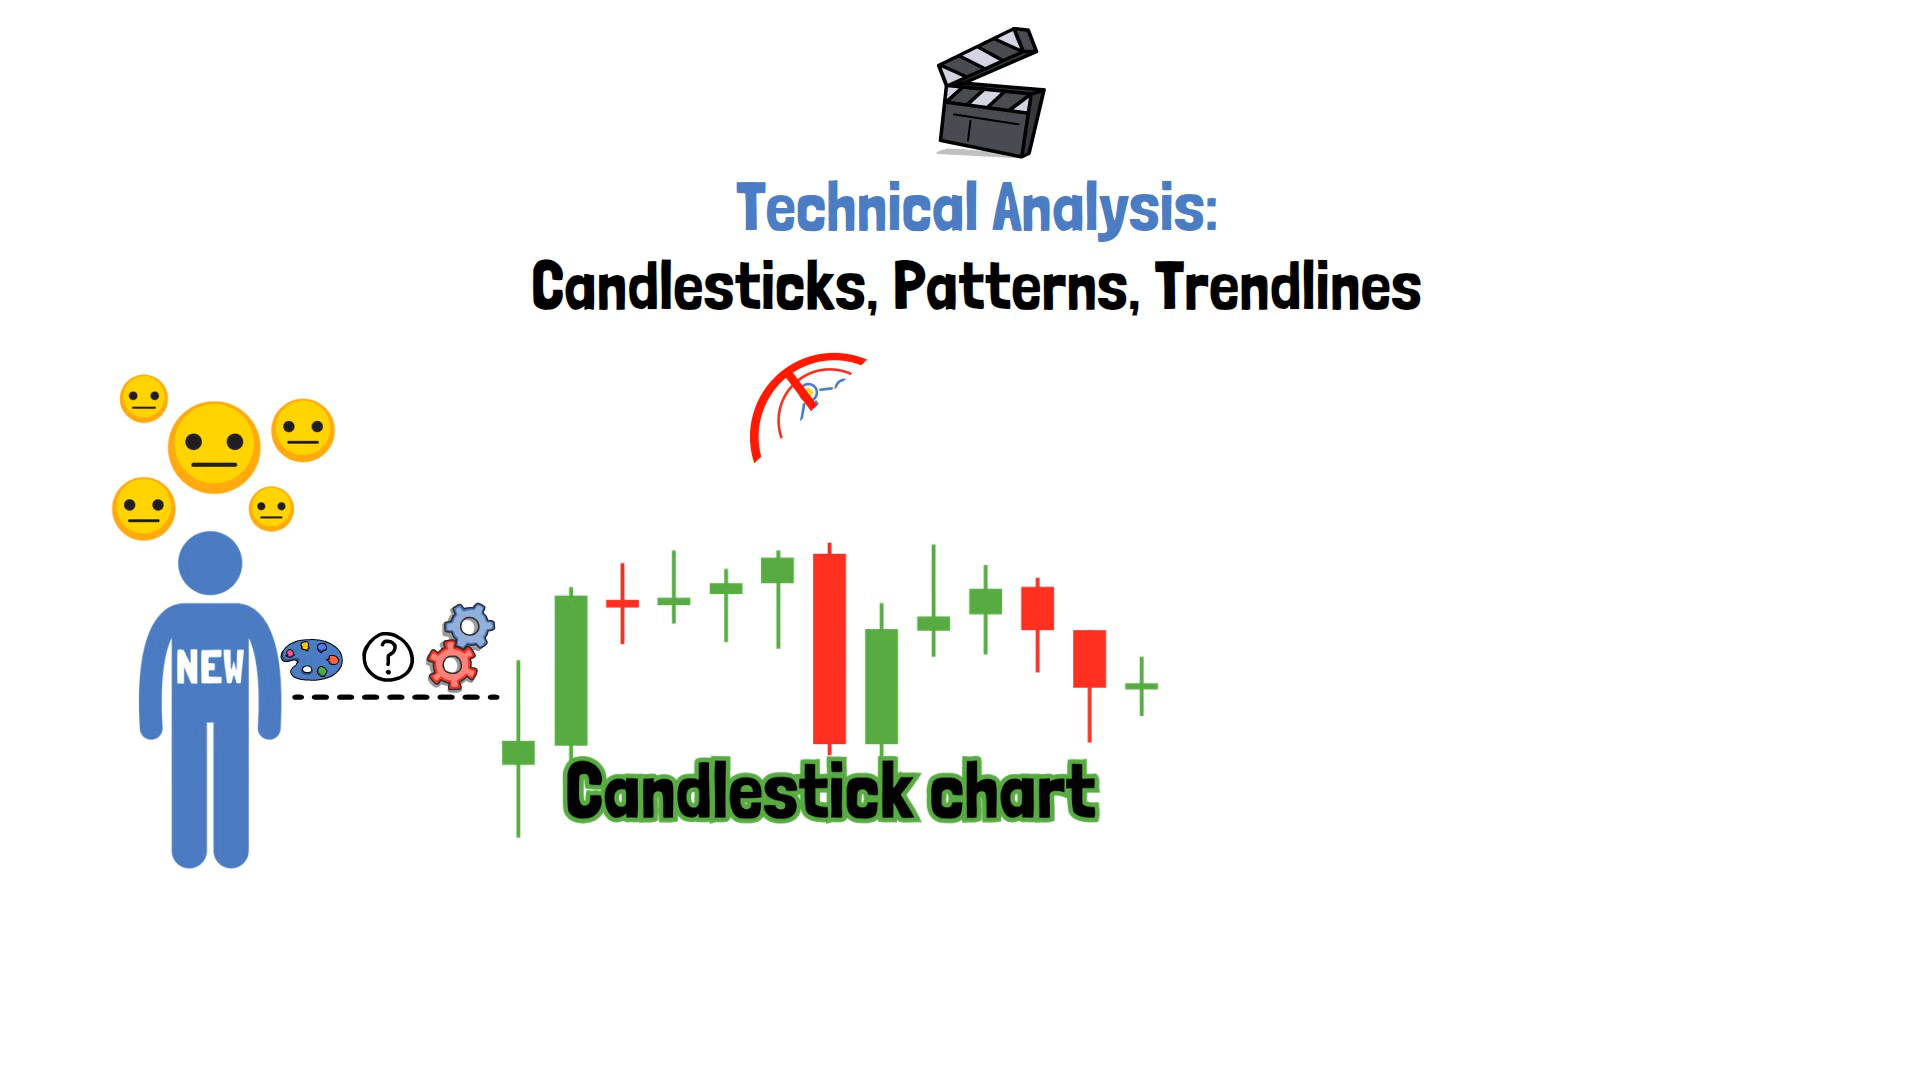 Technical Analysis:
Candlesticks, Patterns, Trendlines
NEW
?
Candlestick chart